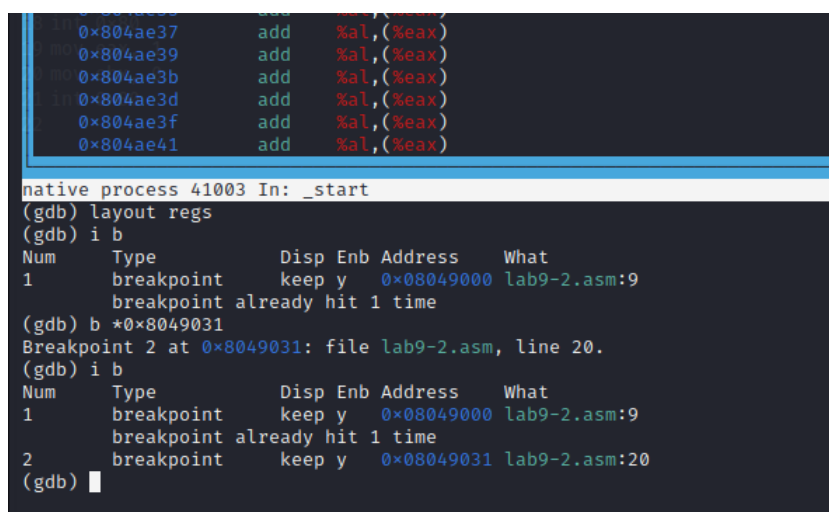 0x804ae37 add %al,(%eax)
0x804ae39 add %al,(%eax)
0x804ae3b add %al,(%eax)
0x804ae3d add %al,(%eax)
0x804ae3f add %al,(%eax)
0x804ae41 add %al,(%eax)
native process 41003 In: _start
(gdb) layout regs
(gdb) i b
Num Type Disp Enb Address What
1 breakpoint keep y 0x08049000 lab9-2.asm:9
breakpoint already hit 1 time
(gdb) b *0x8049031
Breakpoint 2 at 0x8049031: file lab9-2.asm, line 20.
(gdb) i b
Num Type Disp Enb Address What
1 breakpoint keep y 0x08049000 lab9-2.asm:9
breakpoint already hit 1 time
2 breakpoint keep y 0x08049031 lab9-2.asm:20
(gdb)